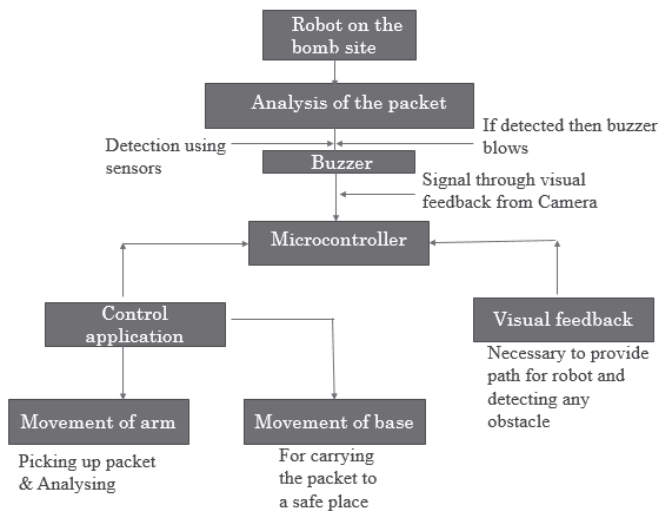 Robot on the
bomb site
Analysis of the packet
Detection using
sensors
If detected then buzzer
blows
Buzzer
Signal through visual
feedback from Camera
Microcontroller
Control
application
Visual feedback
Necessary to provide
path for robot and
detecting any
obstacle
Movement of arm
Movement of base
Picking up packet
& Analysing
For carrying
the packet to
a safe place